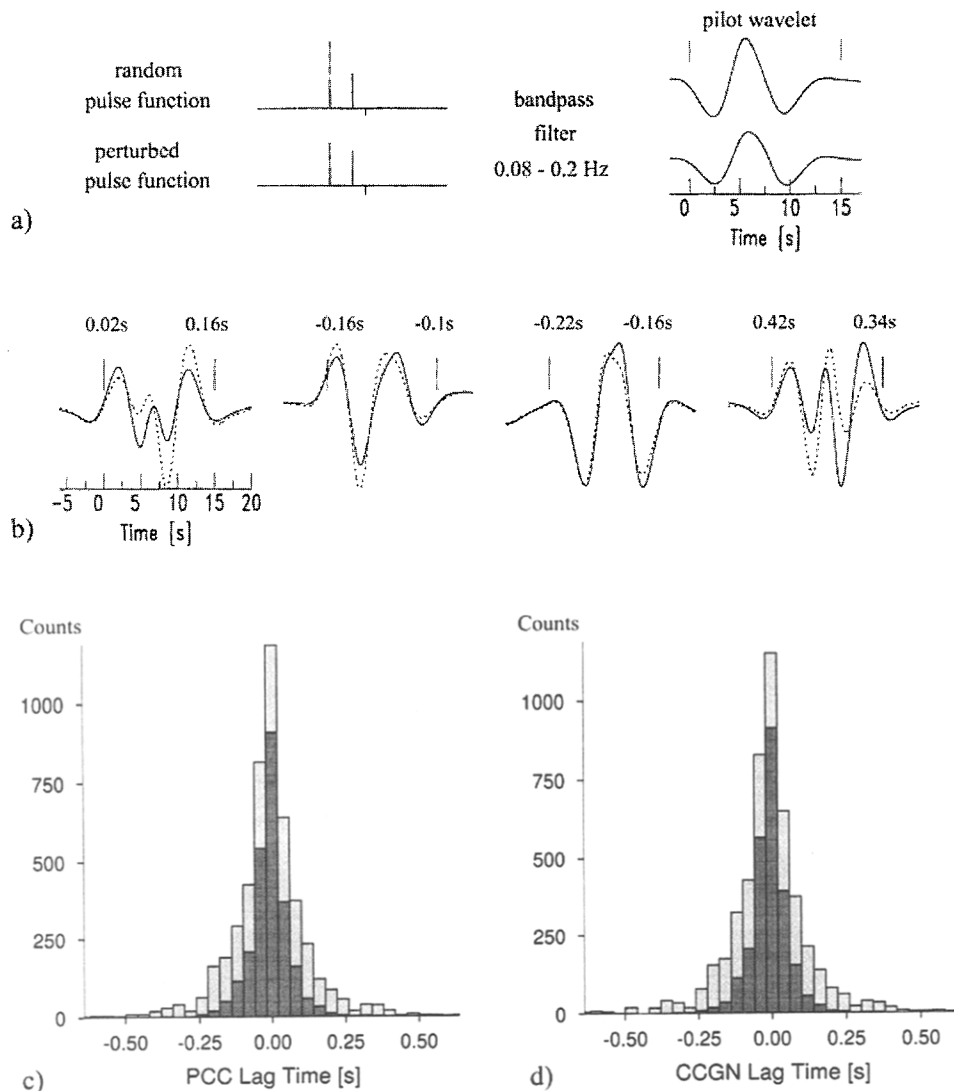 pilot wavelet
random
pulse function
bandpass
filter
0.08 - 0.2 Hz
perturbed
pulse function
0 5 10 15
Time [s]
a)
0.02s 0.16s -0.16s -0.1s -0.22s -0.16s 0.42s 0.34s
-5 0 5 10 15 20
Time [s]
b)
Counts
1000
750
500
250
0
-0.50 -0.25 0.00 0.25 0.50
c) PCC Lag Time [s]
Counts
1000
750
500
250
0
-0.50 -0.25 0.00 0.25 0.50
d) CCGN Lag Time [s]